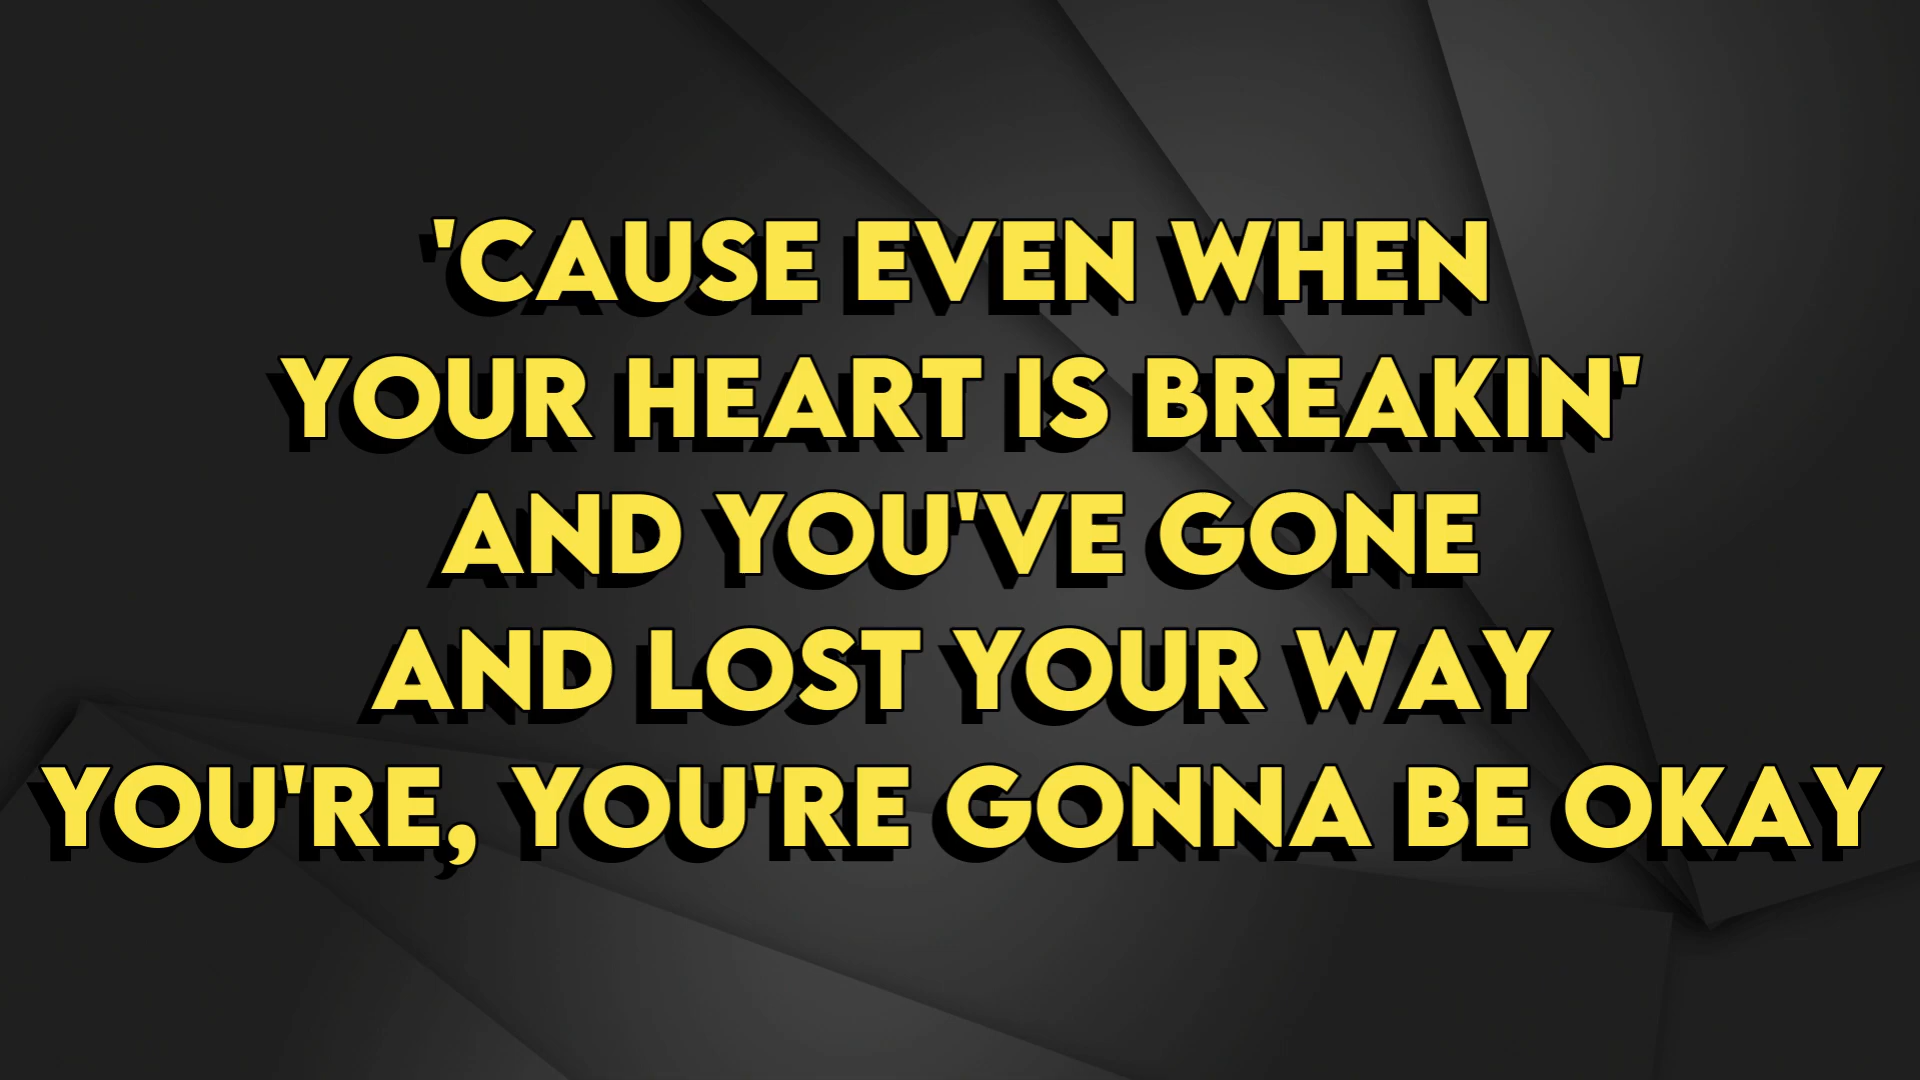 'CAUSE EVEN WHEN
YOUR HEART IS BREAKIN'
AND YOU'VE GONE
AND LOST YOUR WAY
YOU'RE, YOU'RE GONNA BE OKAY